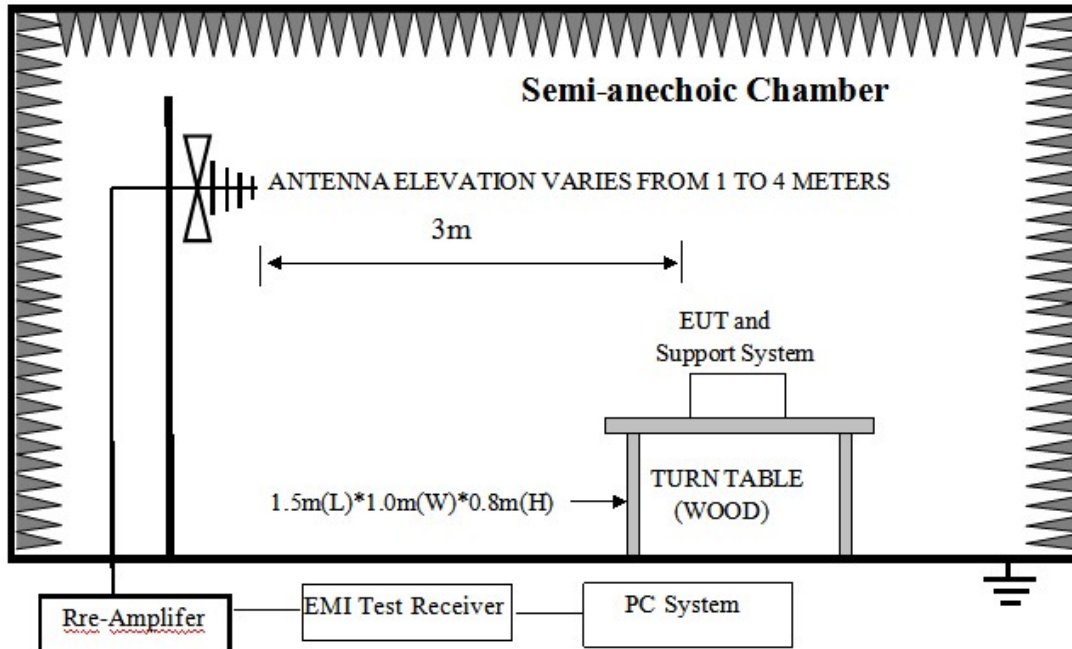 Semi-anechoic Chamber
ANTENNA ELEVATION VARIES FROM 1 TO 4 METERS
3m
EUT and
Support System
1.5m(L)*1.0m(W)*0.8m(H)
TURN TABLE
(WOOD)
Rre-Amplifer
EMI Test Receiver
PC System